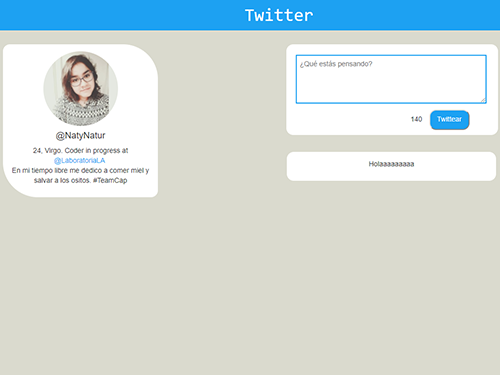 Twitter
@NatyNatur
24, Virgo. Coder in progress at
@LaboratoriaLA
En mi tiempo libre me dedico a comer miel y
salvar a los ositos. #TeamCap
¿Qué estás pensando?
140 Twittear
Holaaaaaaaaa